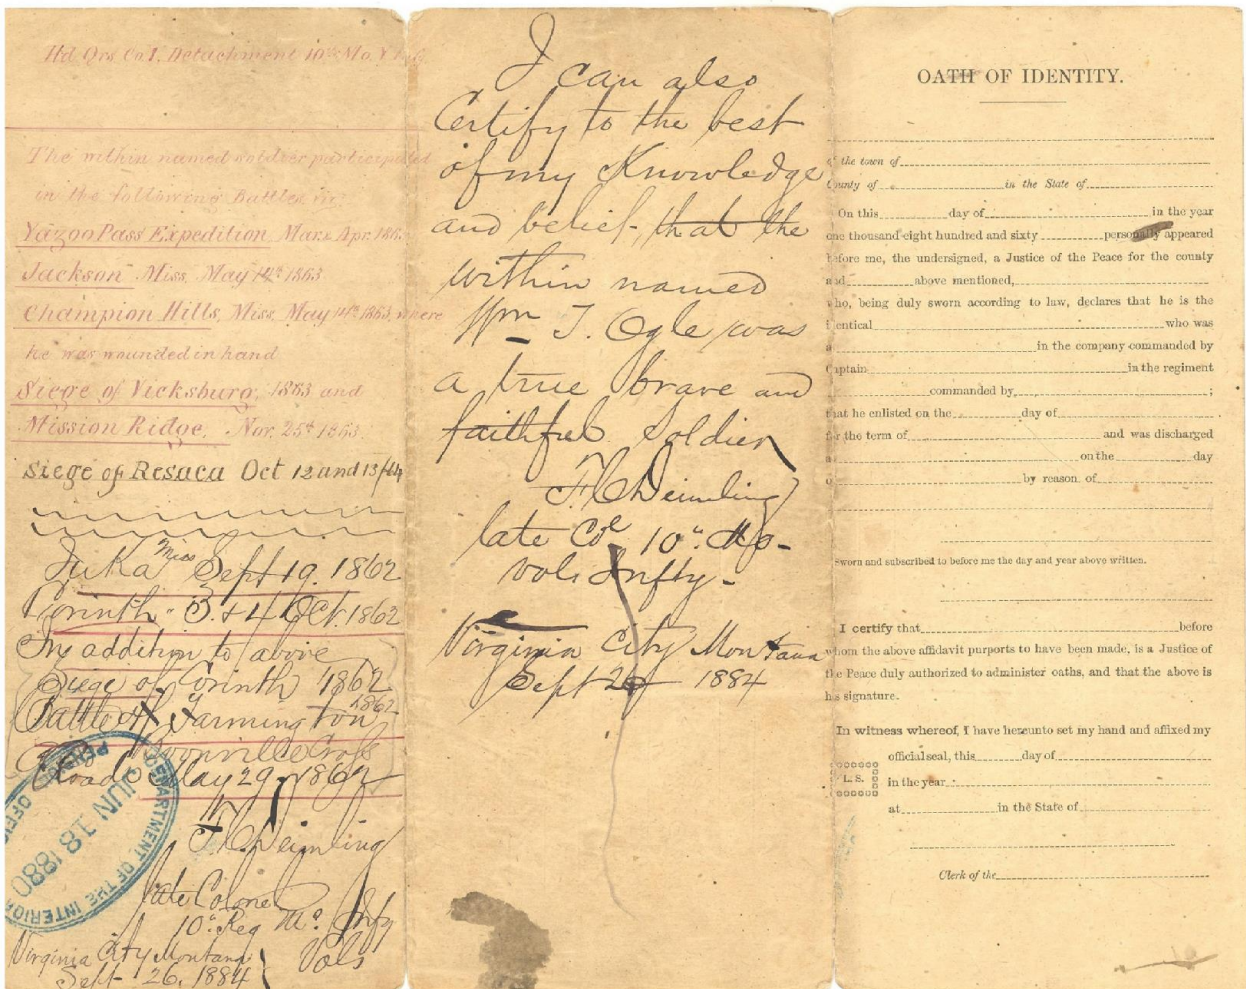 Hd Qrs Co I. Detachment 10th Mo. V
The within named soldier participated
in the following Battles viz:
Yazoo Pass Expedition Mar & Apr. 186
Jackson Miss. May 14th 1863
Champion Hills, Miss. May 16th 1863, where
he was wounded in hand
Siege of Vicksburg, 1863 and
Mission Ridge, Nov. 25th 1863
Siege of Resaca Oct 12 and 13/64
Iuka Miss Sept 19. 1862
Corinth - 3 & 4 Oct. 1862
In addition to above
Siege of Corinth 1862
Battle of Farmington 1862
Boonville Cross
Roads May 29, 1862
F C Deimling
late Colonel
10th Reg Mo. Infy
Vols
Virginia City Montana
Sept 26, 1884
DEPARTMENT OF THE INTERIOR
JUN 18 1880
PENSION OFFICE
I can also
Certify to the best
of my Knowledge
and belief, that the
within named
Wm T. Ogle was
a true brave and
faithful Soldier
F C Deimling
late Col 10th Mo-
Vols Infty-
Virginia City Montana
Sept 26 1884
OATH OF IDENTITY.
of the town of
County of in the State of
On this day of in the year
one thousand eight hundred and sixty personally appeared
before me, the undersigned, a Justice of the Peace for the county
and above mentioned,
who, being duly sworn according to law, declares that he is the
identical who was
a in the company commanded by
Captain in the regiment
commanded by ;
that he enlisted on the day of
for the term of and was discharged
at on the day
of by reason of
Sworn and subscribed to before me the day and year above written.
I certify that before
whom the above affidavit purports to have been made, is a Justice of
the Peace duly authorized to administer oaths, and that the above is
his signature.
In witness whereof, I have hereunto set my hand and affixed my
official seal, this day of
L. S.
in the year
at in the State of
Clerk of the